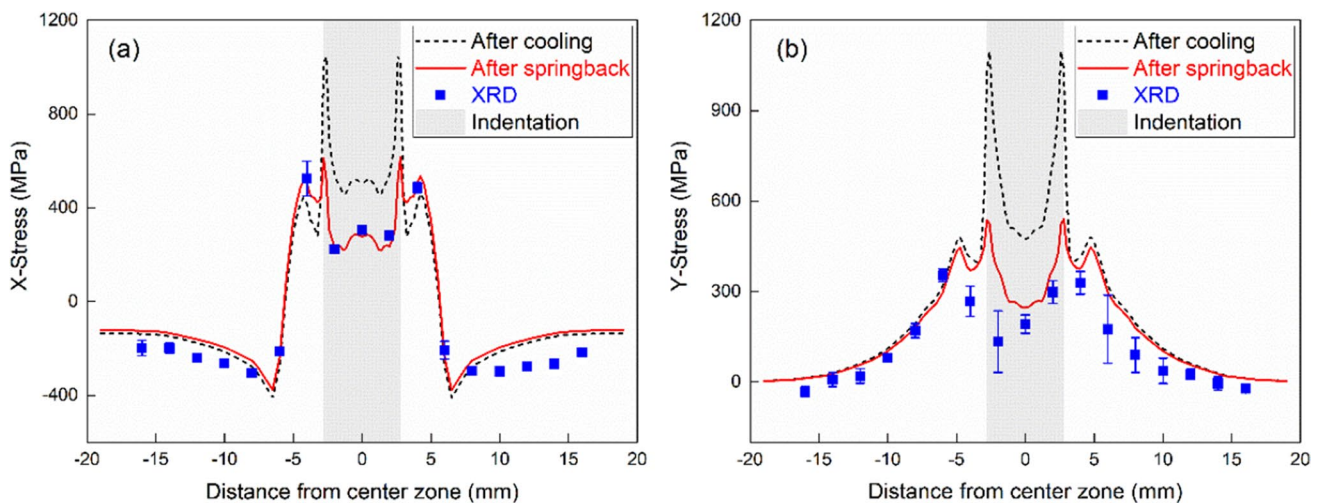 (a)
After cooling
After springback
XRD
Indentation
X-Stress (MPa)
1200
800
400
0
-400
-20 -15 -10 -5 0 5 10 15 20
Distance from center zone (mm)
(b)
After cooling
After springback
XRD
Indentation
Y-Stress (MPa)
1200
900
600
300
0
-20 -15 -10 -5 0 5 10 15 20
Distance from center zone (mm)